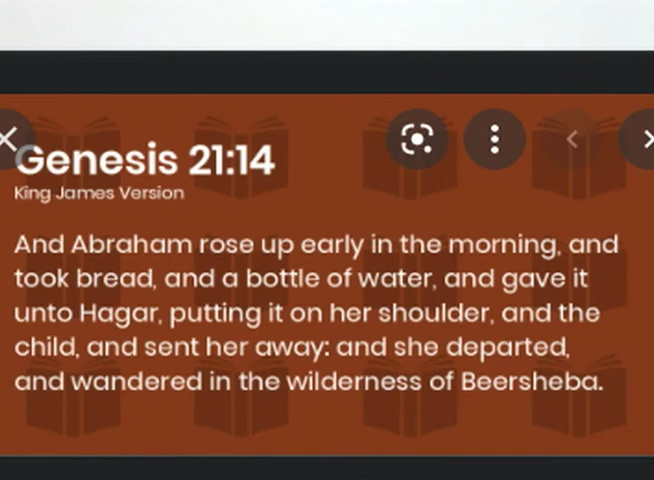 Genesis 21:14
King James Version
And Abraham rose up early in the morning, and
took bread, and a bottle of water, and gave it
unto Hagar, putting it on her shoulder, and the
child, and sent her away: and she departed,
and wandered in the wilderness of Beersheba.